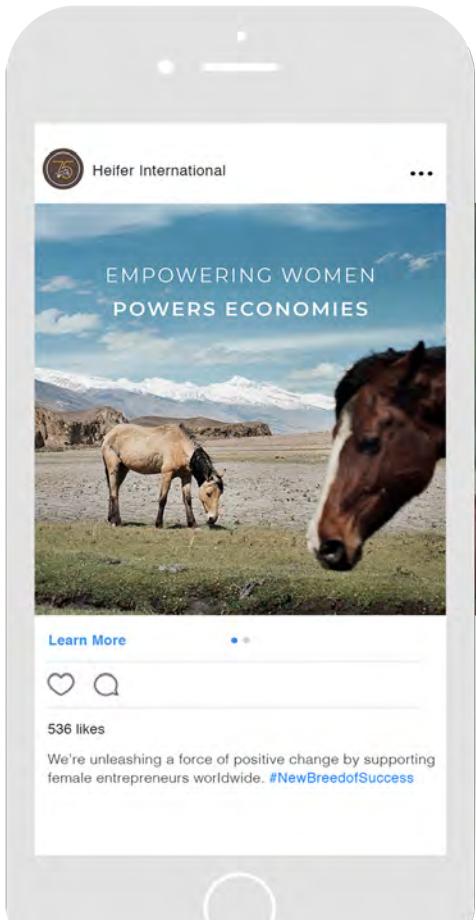 75
Heifer International
EMPOWERING WOMEN
POWERS ECONOMIES
Learn More
536 likes
We're unleashing a force of positive change by supporting
female entrepreneurs worldwide. #NewBreedofSuccess